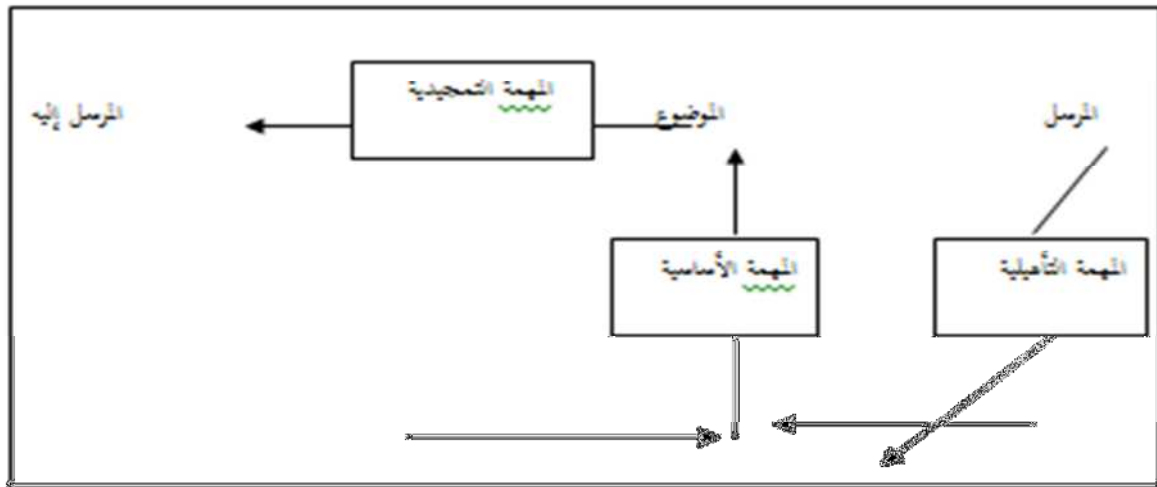 المهمة التمجيدية
المرسل الموضوع المرسل إليه
المهمة التأهيلية المهمة الأساسية